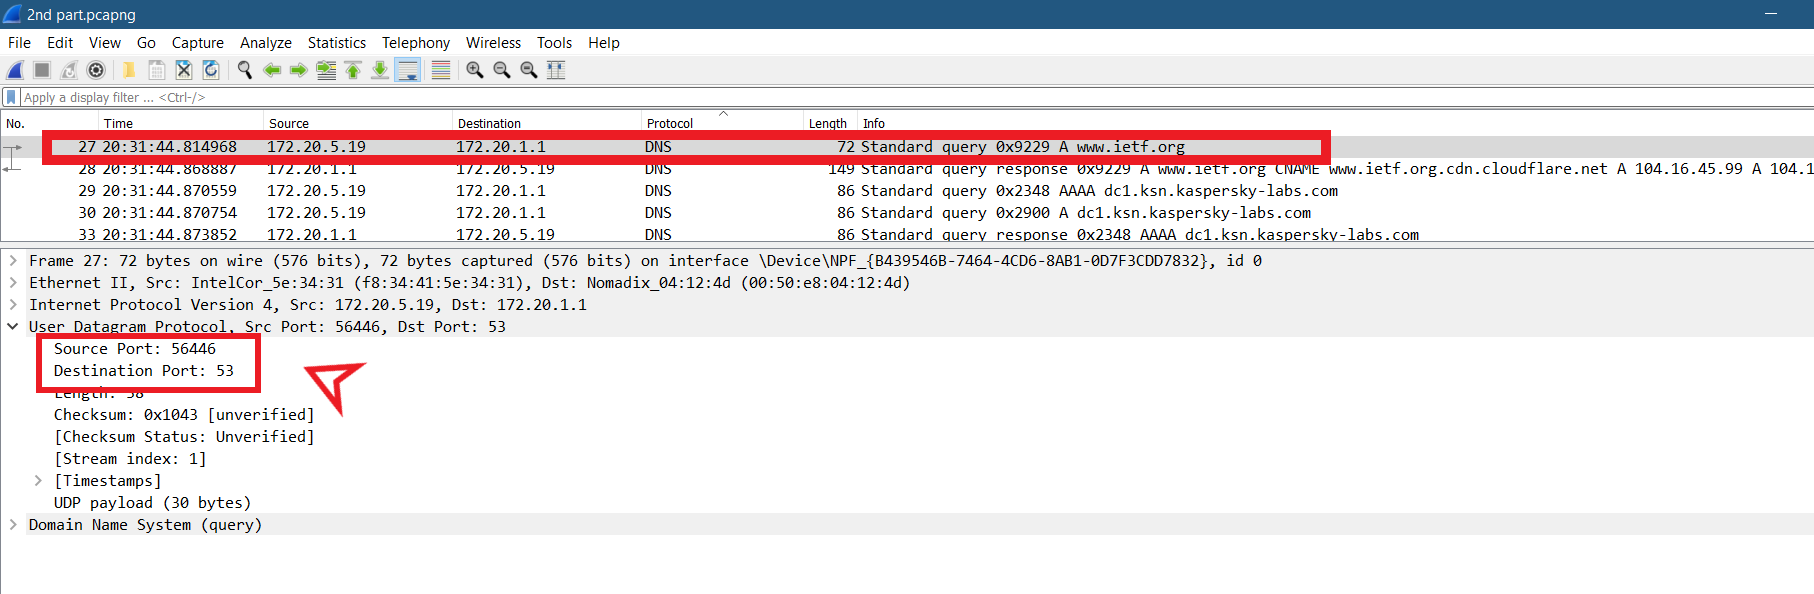 2nd part.pcapng
File Edit View Go Capture Analyze Statistics Telephony Wireless Tools Help
Apply a display filter ... <Ctrl-/>
No. Time Source Destination Protocol Length Info
27 20:31:44.814968 172.20.5.19 172.20.1.1 DNS 72 Standard query 0x9229 A www.ietf.org
28 20:31:44.868887 172.20.1.1 172.20.5.19 DNS 149 Standard query response 0x9229 A www.ietf.org CNAME www.ietf.org.cdn.cloudflare.net A 104.16.45.99 A 104.1
29 20:31:44.870559 172.20.5.19 172.20.1.1 DNS 86 Standard query 0x2348 AAAA dc1.ksn.kaspersky-labs.com
30 20:31:44.870754 172.20.5.19 172.20.1.1 DNS 86 Standard query 0x2900 A dc1.ksn.kaspersky-labs.com
33 20:31:44.873852 172.20.1.1 172.20.5.19 DNS 86 Standard query response 0x2348 AAAA dc1.ksn.kaspersky-labs.com
Frame 27: 72 bytes on wire (576 bits), 72 bytes captured (576 bits) on interface \Device\NPF_{B439546B-7464-4CD6-8AB1-0D7F3CDD7832}, id 0
Ethernet II, Src: IntelCor_5e:34:31 (f8:34:41:5e:34:31), Dst: Nomadix_04:12:4d (00:50:e8:04:12:4d)
Internet Protocol Version 4, Src: 172.20.5.19, Dst: 172.20.1.1
User Datagram Protocol, Src Port: 56446, Dst Port: 53
Source Port: 56446
Destination Port: 53
Length: 38
Checksum: 0x1043 [unverified]
[Checksum Status: Unverified]
[Stream index: 1]
[Timestamps]
UDP payload (30 bytes)
Domain Name System (query)